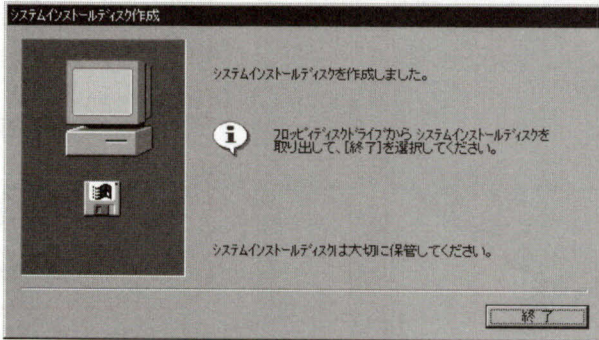 システムインストールディスク作成
システムインストールディスクを作成しました。
フロッピィディスクドライブから システムインストールディスクを
取り出して、[終了]を選択してください。
システムインストールディスクは大切に保管してください。
終 了